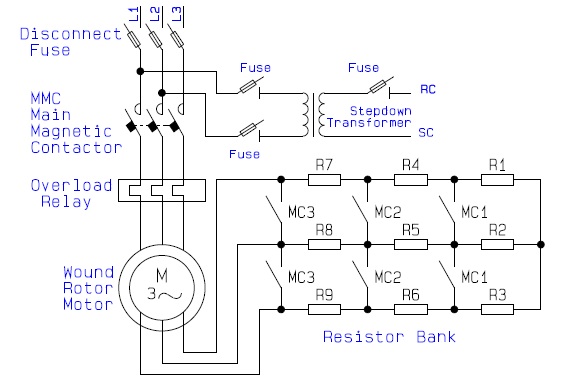 L1 L2 L3
Disconnect
Fuse
Fuse
Fuse
RC
MMC
Main
Magnetic
Contactor
Stepdown
Transformer
SC
Fuse
Overload
Relay
R7 R4 R1
MC3 MC2 MC1
R8 R5 R2
Wound
Rotor
Motor
M
3
MC3 MC2 MC1
R9 R6 R3
Resistor Bank